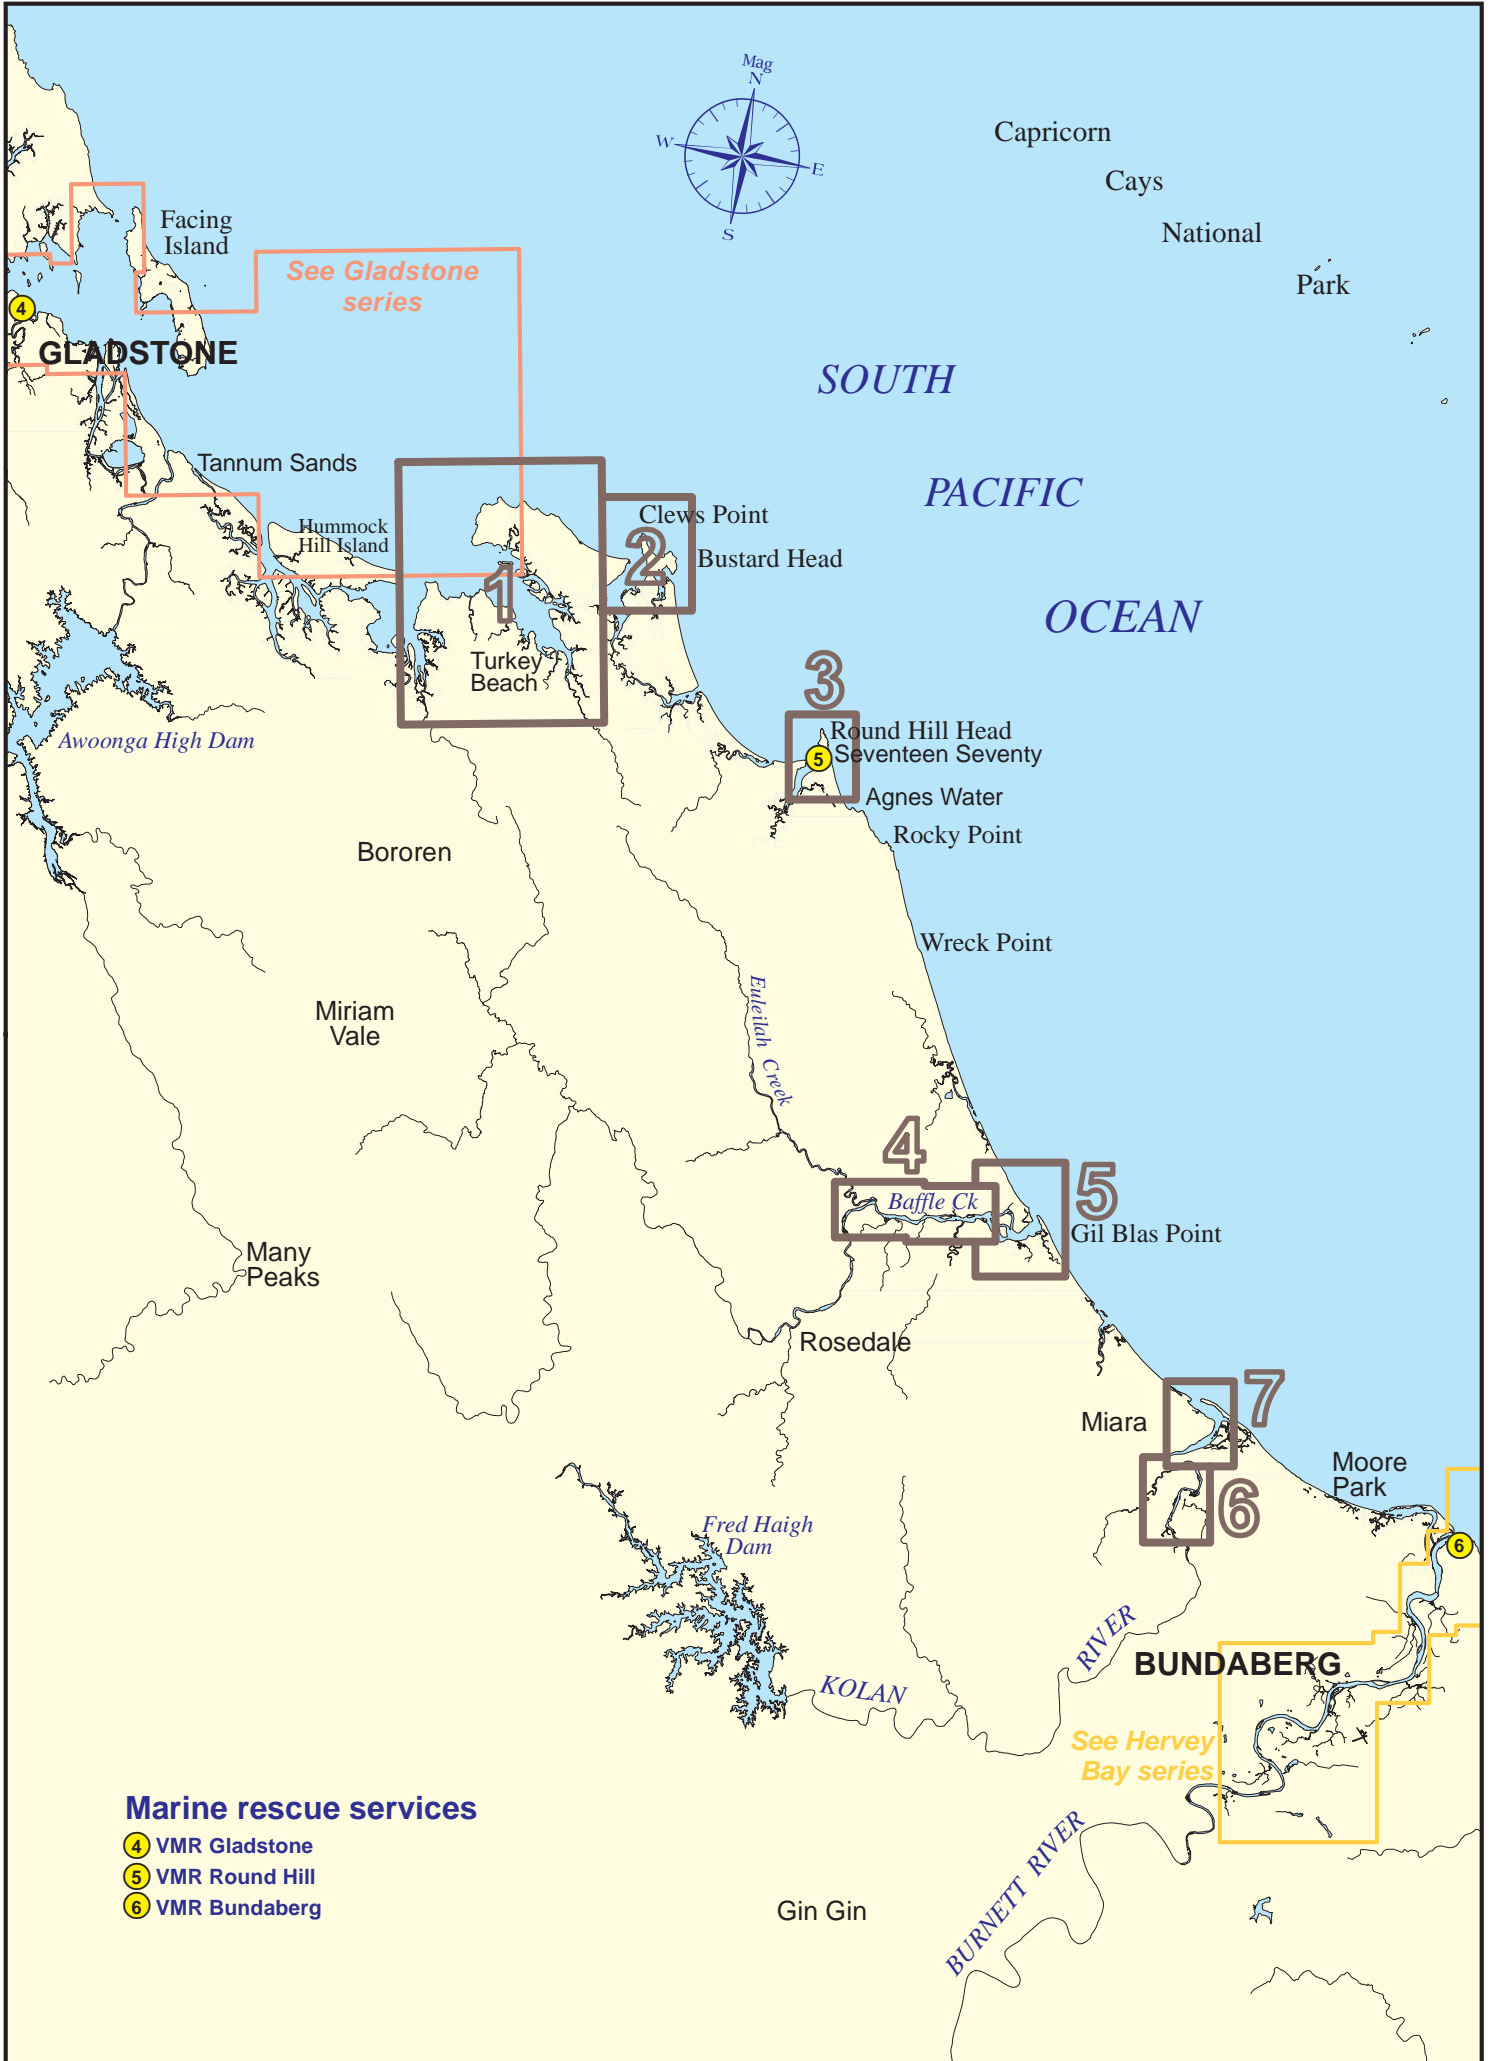 Mag
N
W
E
S
Capricorn
Cays
National
Park
Facing
Island
See Gladstone
series
4
GLADSTONE
SOUTH
PACIFIC
OCEAN
Tannum Sands
Hummock
Hill Island
1
Turkey
Beach
Clews Point
2
Bustard Head
3
Round Hill Head
5
Seventeen Seventy
Agnes Water
Rocky Point
Awoonga High Dam
Bororen
Wreck Point
Miriam
Vale
Euleilah Creek
4
Baffle Ck
5
Gil Blas Point
Many
Peaks
Rosedale
7
Miara
6
Moore
Park
6
Fred Haigh
Dam
KOLAN
RIVER
BUNDABERG
See Hervey
Bay series
BURNETT RIVER
Gin Gin
Marine rescue services
4 VMR Gladstone
5 VMR Round Hill
6 VMR Bundaberg